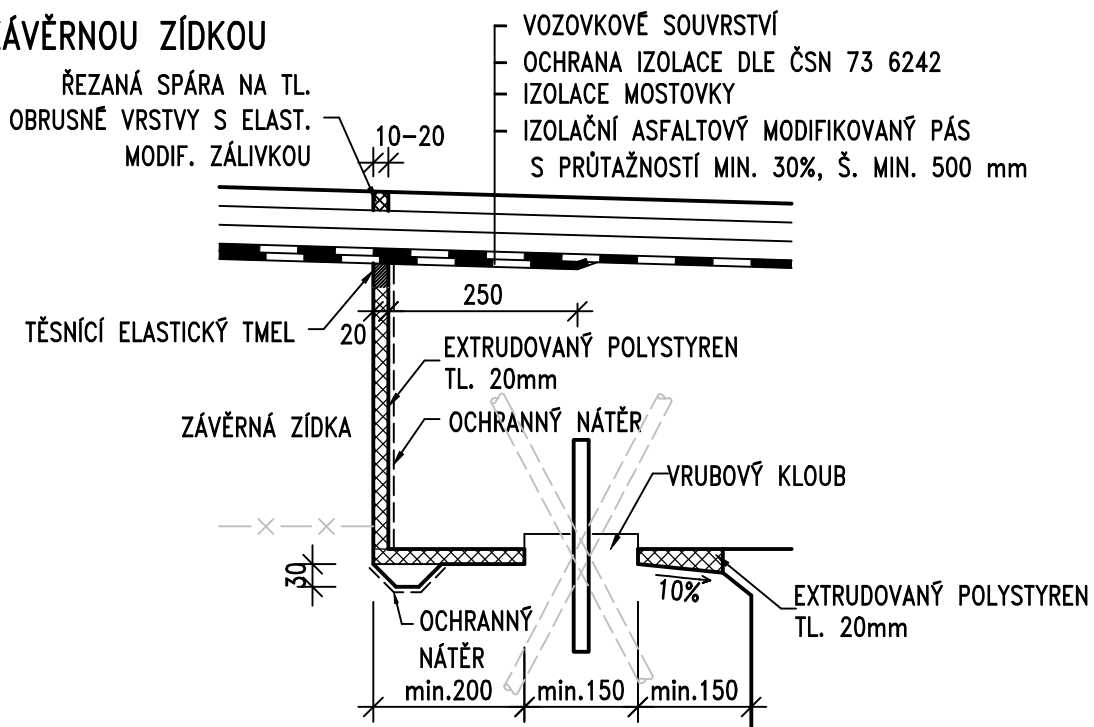 ZÁVĚRNOU ZÍDKOU
ŘEZANÁ SPÁRA NA TL.
OBRUSNÉ VRSTVY S ELAST.
MODIF. ZÁLIVKOU
10-20
VOZOVKOVÉ SOUVRSTVÍ
OCHRANA IZOLACE DLE ČSN 73 6242
IZOLACE MOSTOVKY
IZOLAČNÍ ASFALTOVÝ MODIFIKOVANÝ PÁS
S PRŮTAŽNOSTÍ MIN. 30%, Š. MIN. 500 mm
250
TĚSNÍCÍ ELASTICKÝ TMEL
20
EXTRUDOVANÝ POLYSTYREN
TL. 20mm
ZÁVĚRNÁ ZÍDKA
OCHRANNÝ NÁTĚR
VRUBOVÝ KLOUB
30
10%
EXTRUDOVANÝ POLYSTYREN
TL. 20mm
OCHRANNÝ
NÁTĚR
min.200
min.150
min.150